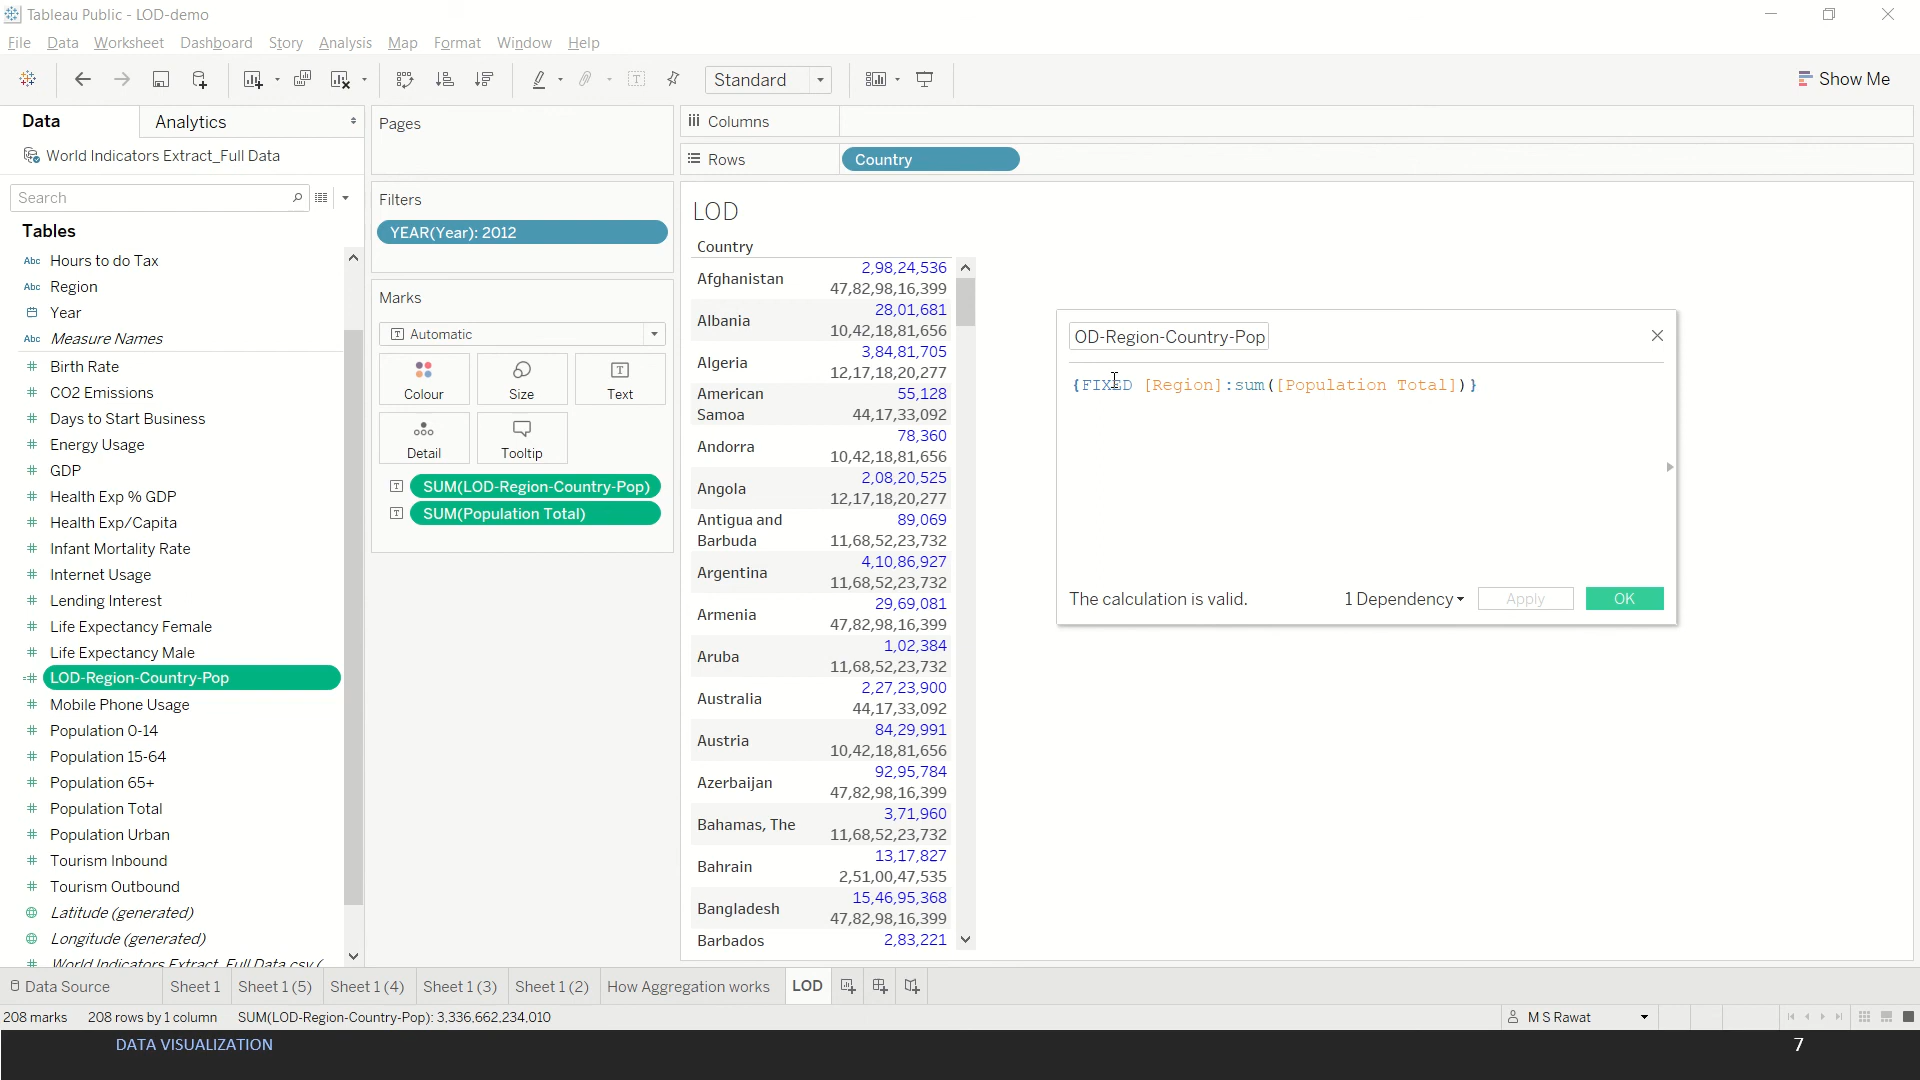 Tableau Public - LOD-demo
File Data Worksheet Dashboard Story Analysis Map Format Window Help
Standard
Show Me
Data
Analytics
World Indicators Extract_Full Data
Search
Tables
Abc Hours to do Tax
Abc Region
Year
Abc Measure Names
Birth Rate
CO2 Emissions
Days to Start Business
Energy Usage
GDP
Health Exp % GDP
Health Exp/Capita
Infant Mortality Rate
Internet Usage
Lending Interest
Life Expectancy Female
Life Expectancy Male
LOD-Region-Country-Pop
Mobile Phone Usage
Population 0-14
Population 15-64
Population 65+
Population Total
Population Urban
Tourism Inbound
Tourism Outbound
Latitude (generated)
Longitude (generated)
World Indicators Extract_Full Data.csv (
Pages
Filters
YEAR(Year): 2012
Marks
Automatic
Colour Size Text
Detail Tooltip
SUM(LOD-Region-Country-Pop)
SUM(Population Total)
Columns
Rows
Country
LOD
Country
Afghanistan 2,98,24,536
47,82,98,16,399
Albania 28,01,681
10,42,18,81,656
Algeria 3,84,81,705
12,17,18,20,277
American 55,128
Samoa 44,17,33,092
Andorra 78,360
10,42,18,81,656
Angola 2,08,20,525
12,17,18,20,277
Antigua and 89,069
Barbuda 11,68,52,23,732
Argentina 4,10,86,927
11,68,52,23,732
Armenia 29,69,081
47,82,98,16,399
Aruba 1,02,384
11,68,52,23,732
Australia 2,27,23,900
44,17,33,092
Austria 84,29,991
10,42,18,81,656
Azerbaijan 92,95,784
47,82,98,16,399
Bahamas, The 3,71,960
11,68,52,23,732
Bahrain 13,17,827
2,51,00,47,535
Bangladesh 15,46,95,368
47,82,98,16,399
Barbados 2,83,221
OD-Region-Country-Pop
{FIXED [Region]:sum([Population Total])}
The calculation is valid.
1 Dependency
Apply
OK
Data Source Sheet 1 Sheet 1 (5) Sheet 1 (4) Sheet 1 (3) Sheet 1 (2) How Aggregation works LOD
208 marks 208 rows by 1 column SUM(LOD-Region-Country-Pop): 3,336,662,234,010
M S Rawat
DATA VISUALIZATION
7